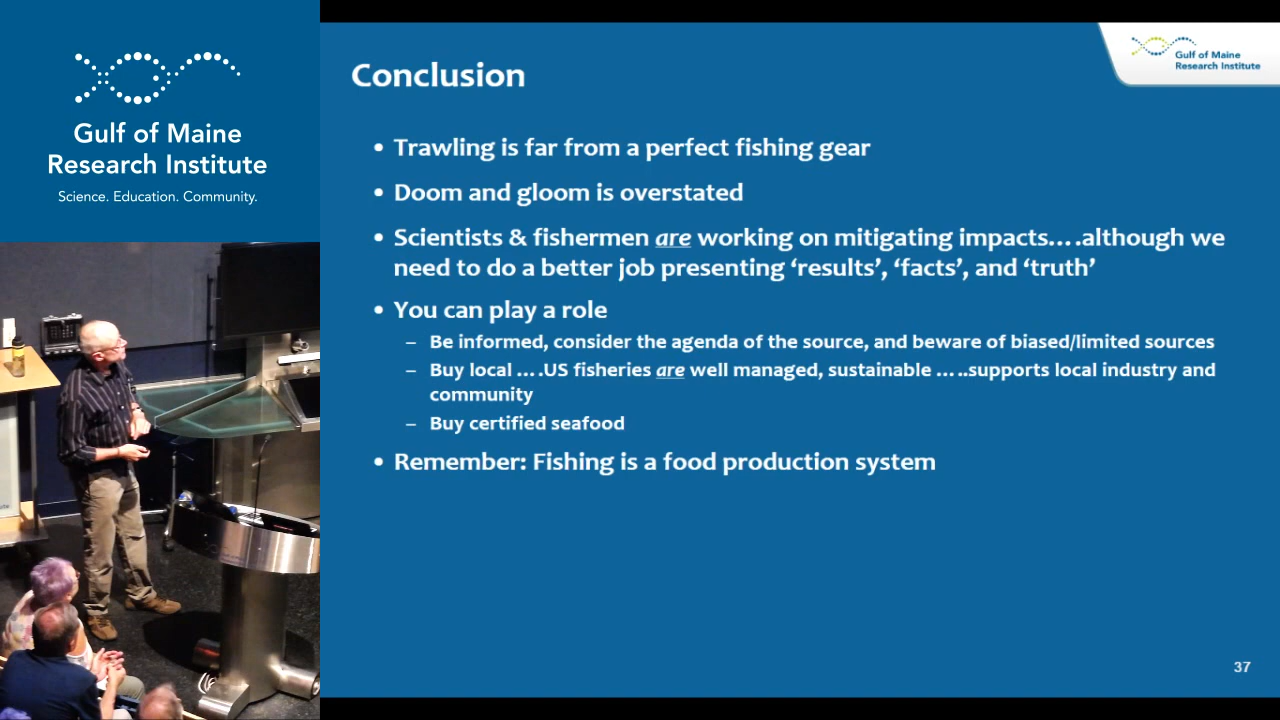 Gulf of Maine
Research Institute
Science. Education. Community.
Conclusion
Gulf of Maine
Research Institute
• Trawling is far from a perfect fishing gear
• Doom and gloom is overstated
• Scientists & fishermen are working on mitigating impacts….although we
need to do a better job presenting ‘results’, ‘facts’, and ‘truth’
• You can play a role
– Be informed, consider the agenda of the source, and beware of biased/limited sources
– Buy local ….US fisheries are well managed, sustainable …..supports local industry and
community
– Buy certified seafood
• Remember: Fishing is a food production system
37